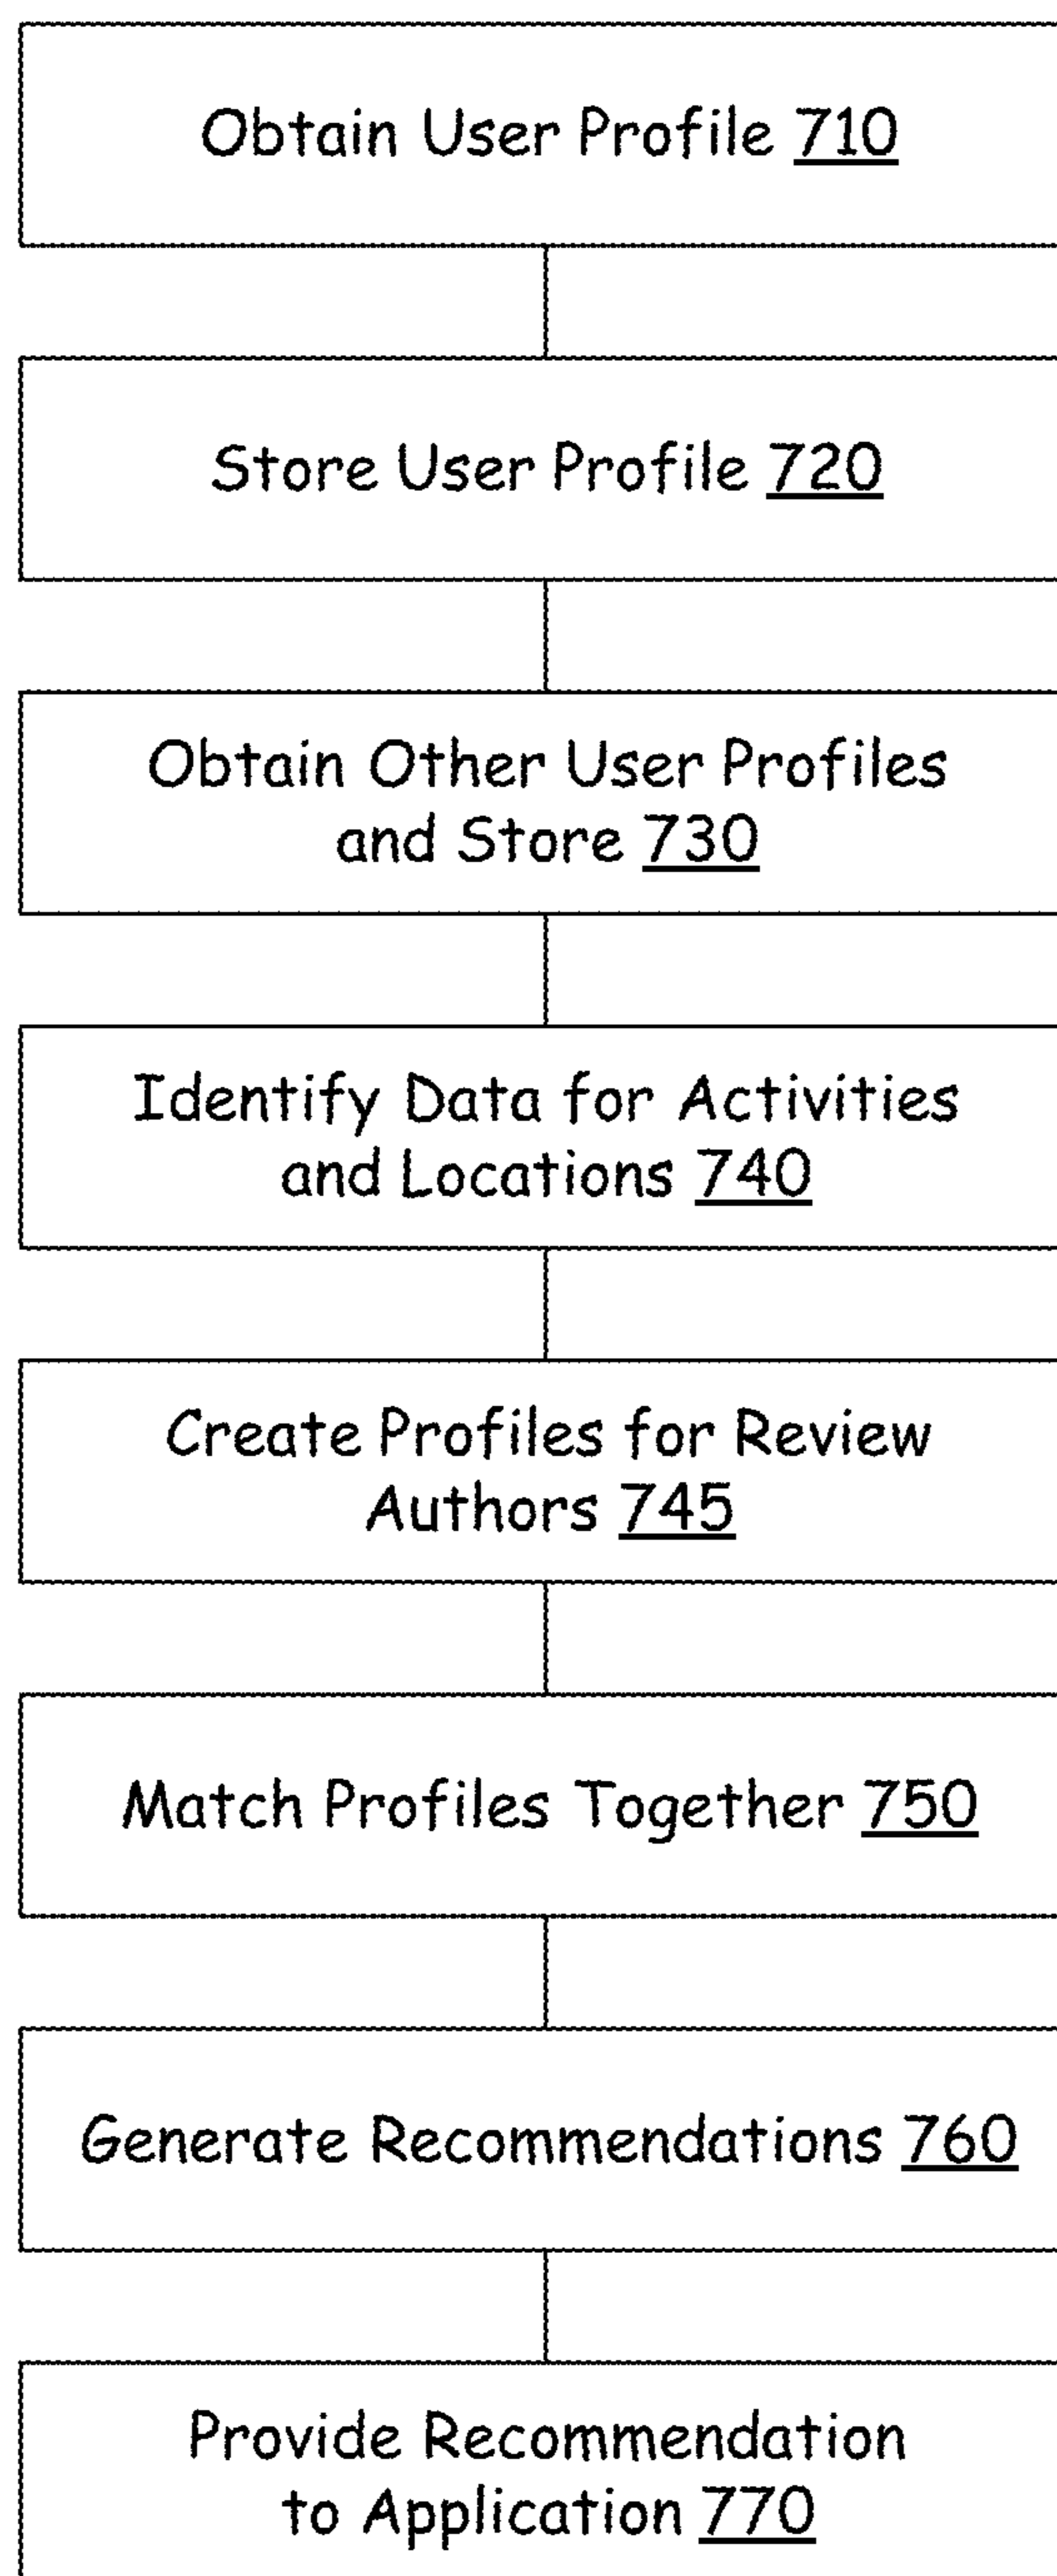 Obtain User Profile 710
Store User Profile 720
Obtain Other User Profiles
and Store 730
Identify Data for Activities
and Locations 740
Create Profiles for Review
Authors 745
Match Profiles Together 750
Generate Recommendations 760
Provide Recommendation
to Application 770